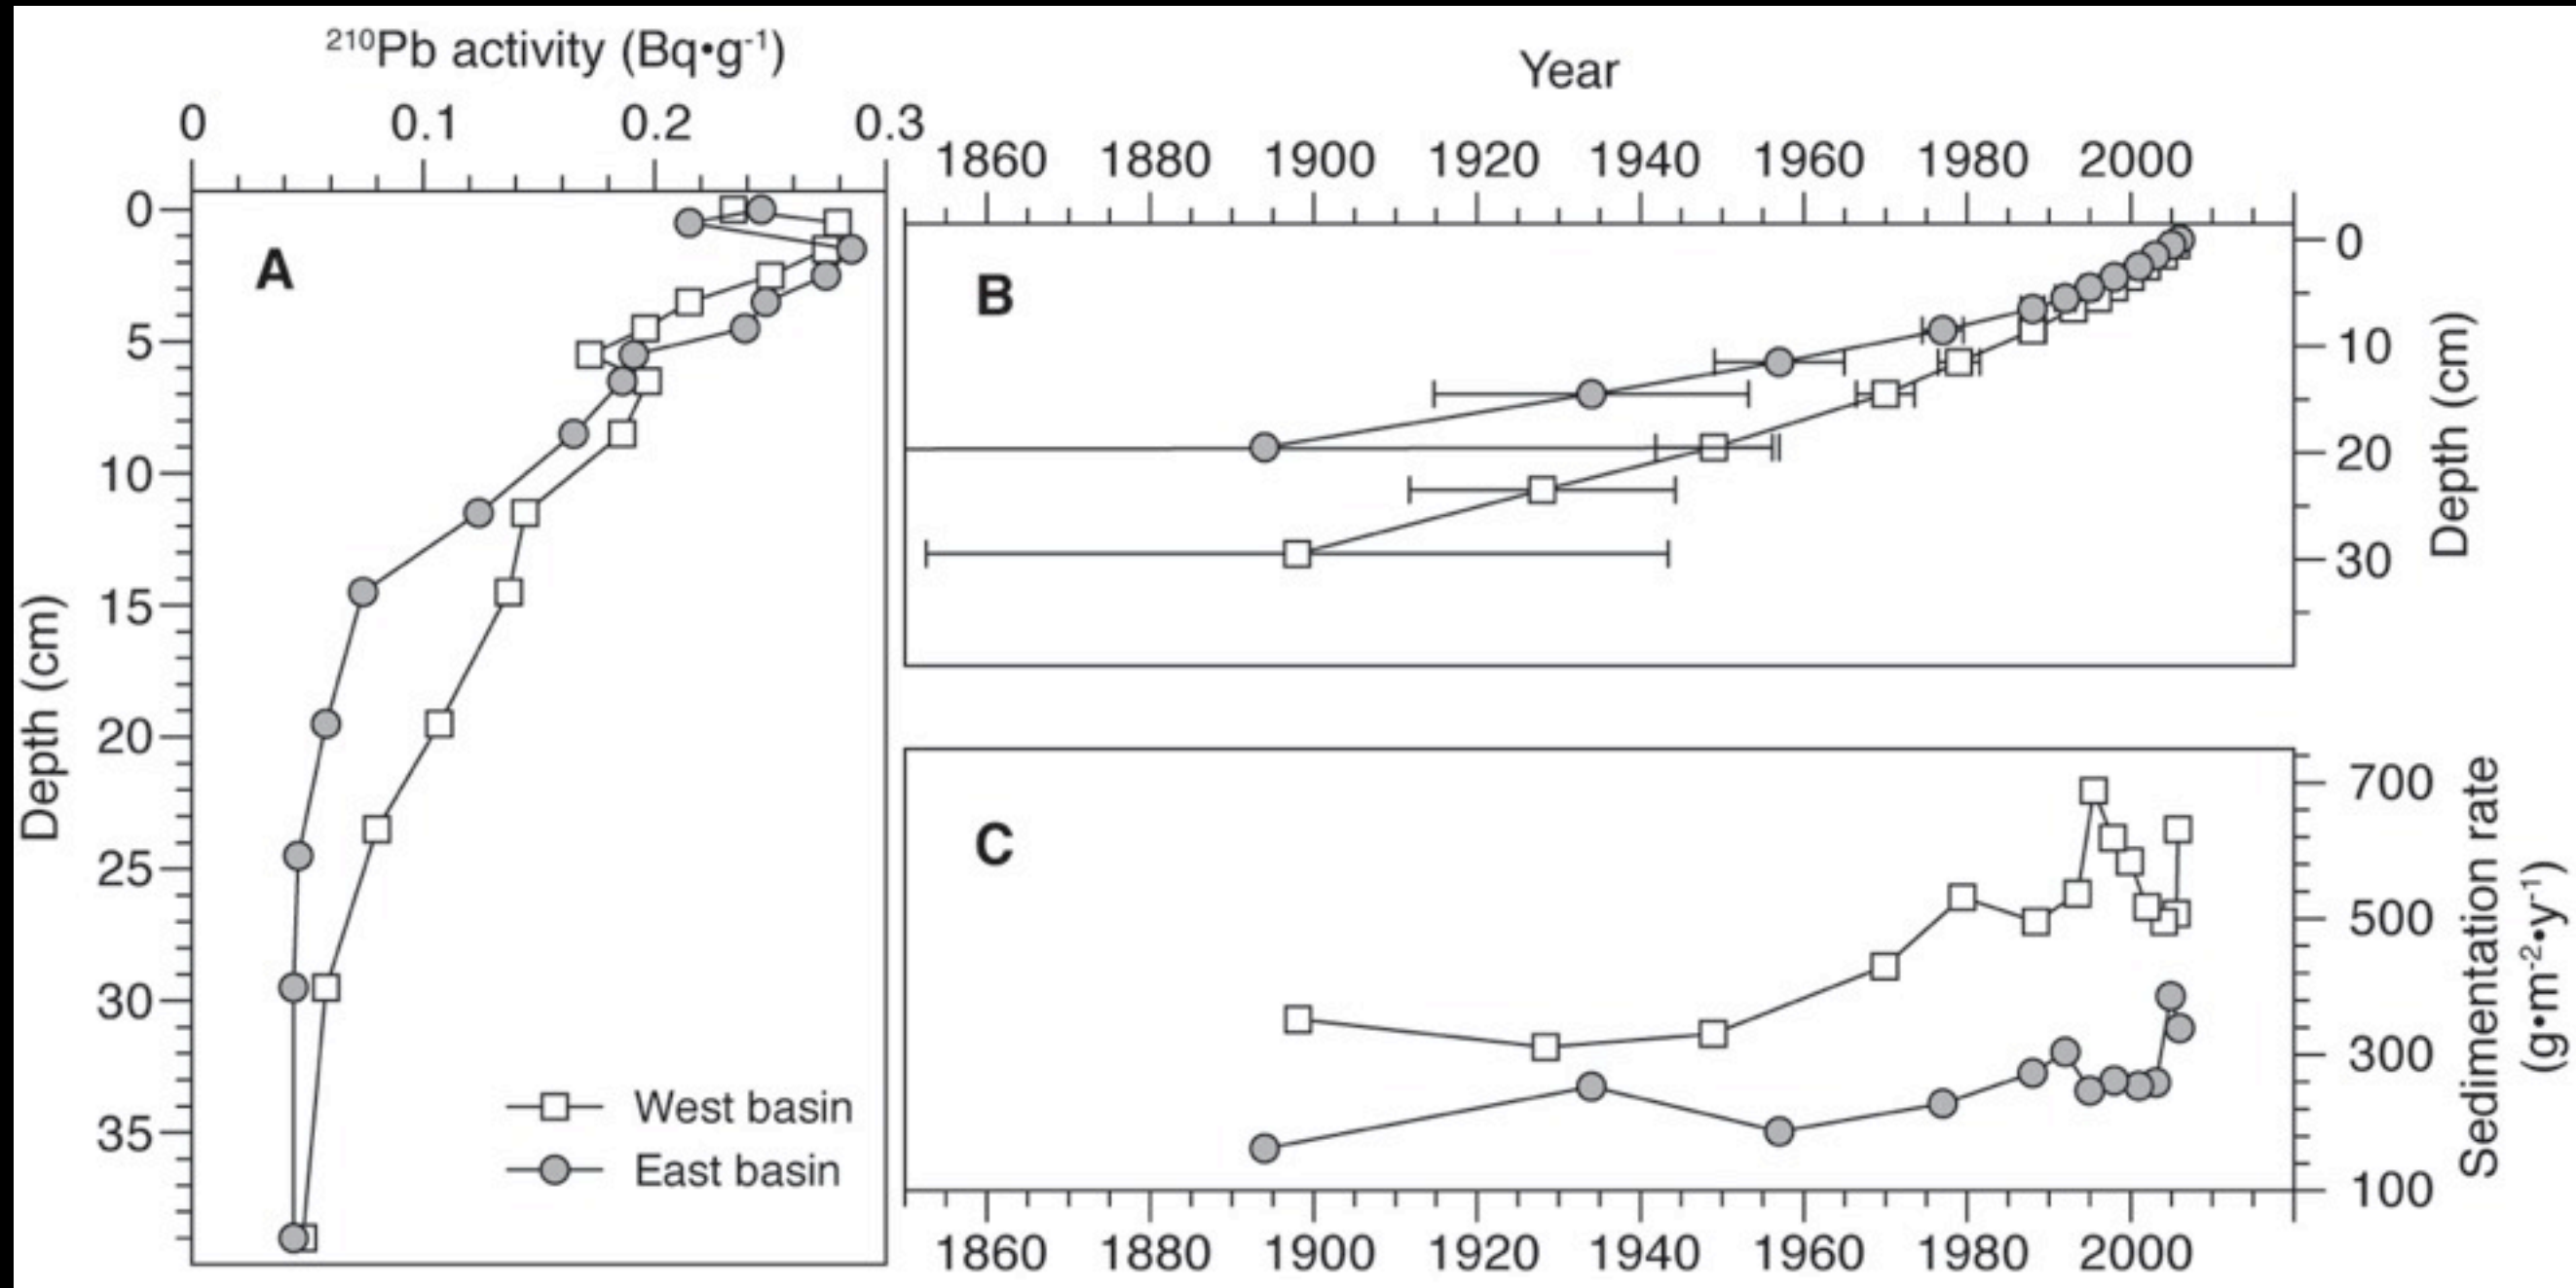 ²¹⁰Pb activity (Bq•g⁻¹)
0 0.1 0.2 0.3
0
5
10
15
20
25
30
35
Depth (cm)
A
West basin
East basin
Year
1860 1880 1900 1920 1940 1960 1980 2000
B
0
10
20
30
Depth (cm)
C
700
500
300
100
Sedimentation rate
(g•m⁻²•y⁻¹)
1860 1880 1900 1920 1940 1960 1980 2000